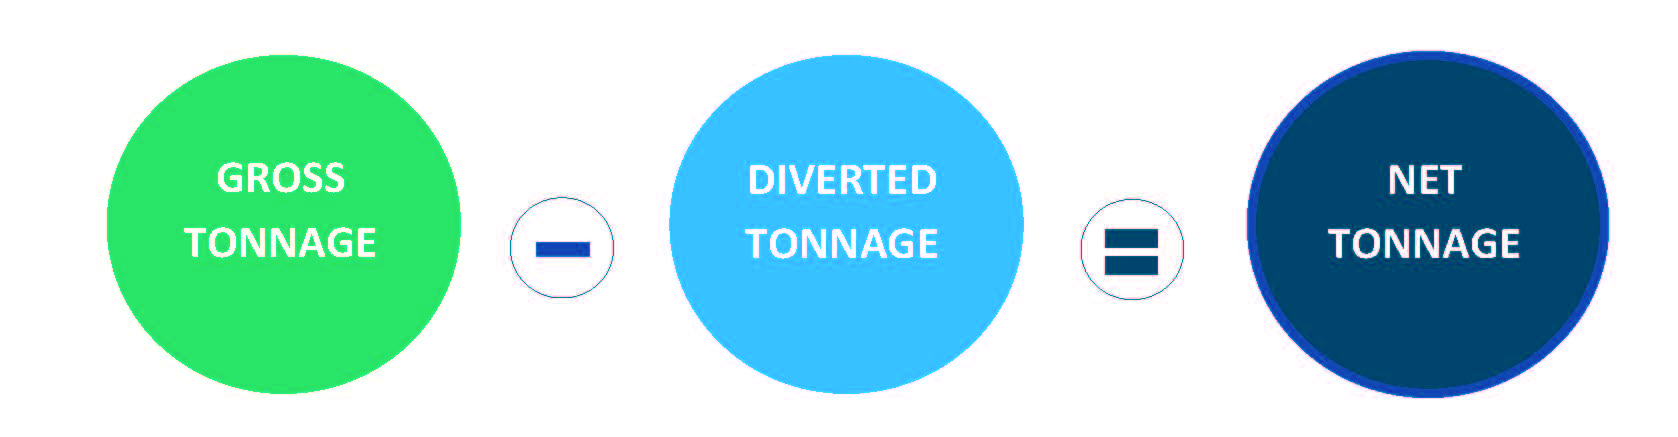 GROSS
TONNAGE
-
DIVERTED
TONNAGE
=
NET
TONNAGE